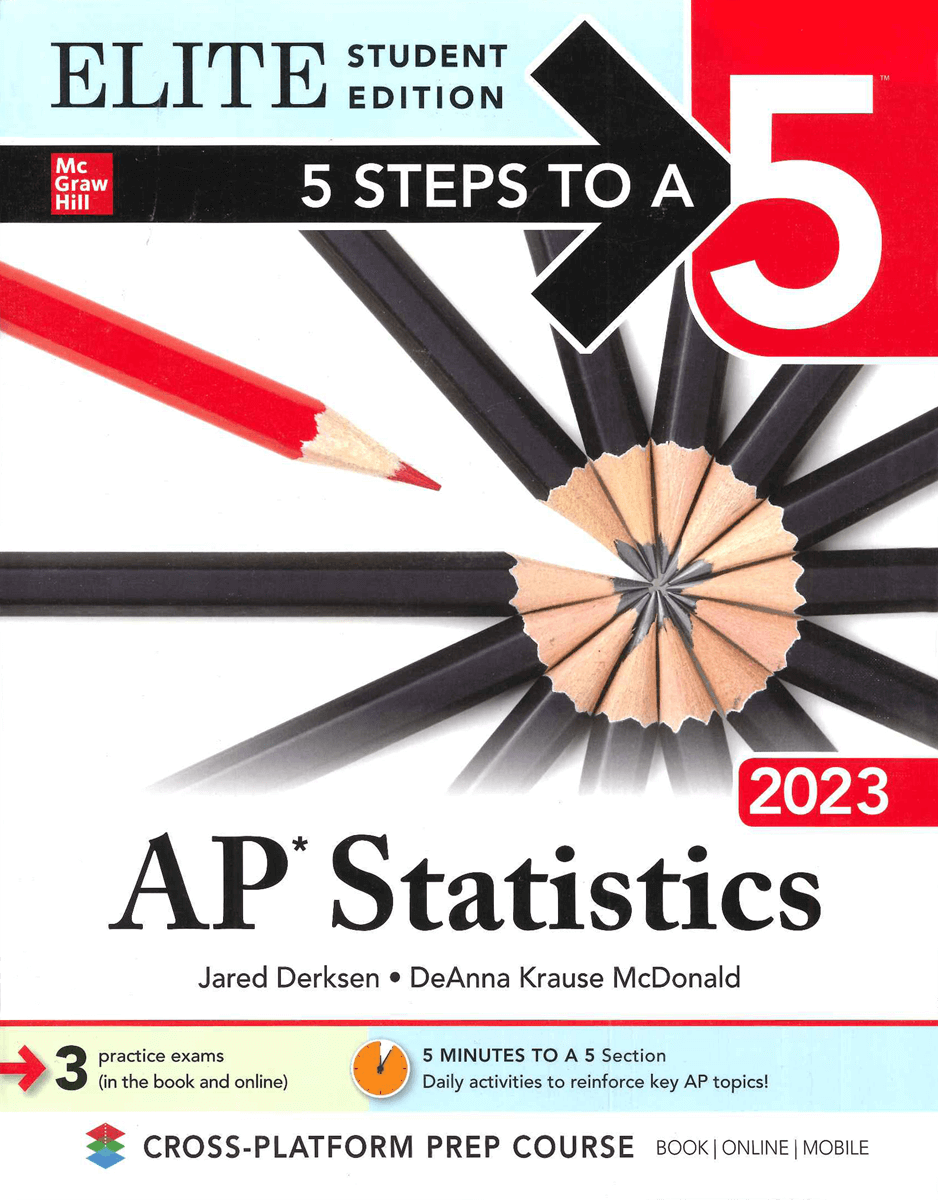 ELITE STUDENT
EDITION
Mc
Graw
Hill
5 STEPS TO A
5™
2023
AP* Statistics
Jared Derksen • DeAnna Krause McDonald
3 practice exams
(in the book and online)
5 MINUTES TO A 5 Section
Daily activities to reinforce key AP topics!
CROSS-PLATFORM PREP COURSE BOOK | ONLINE | MOBILE